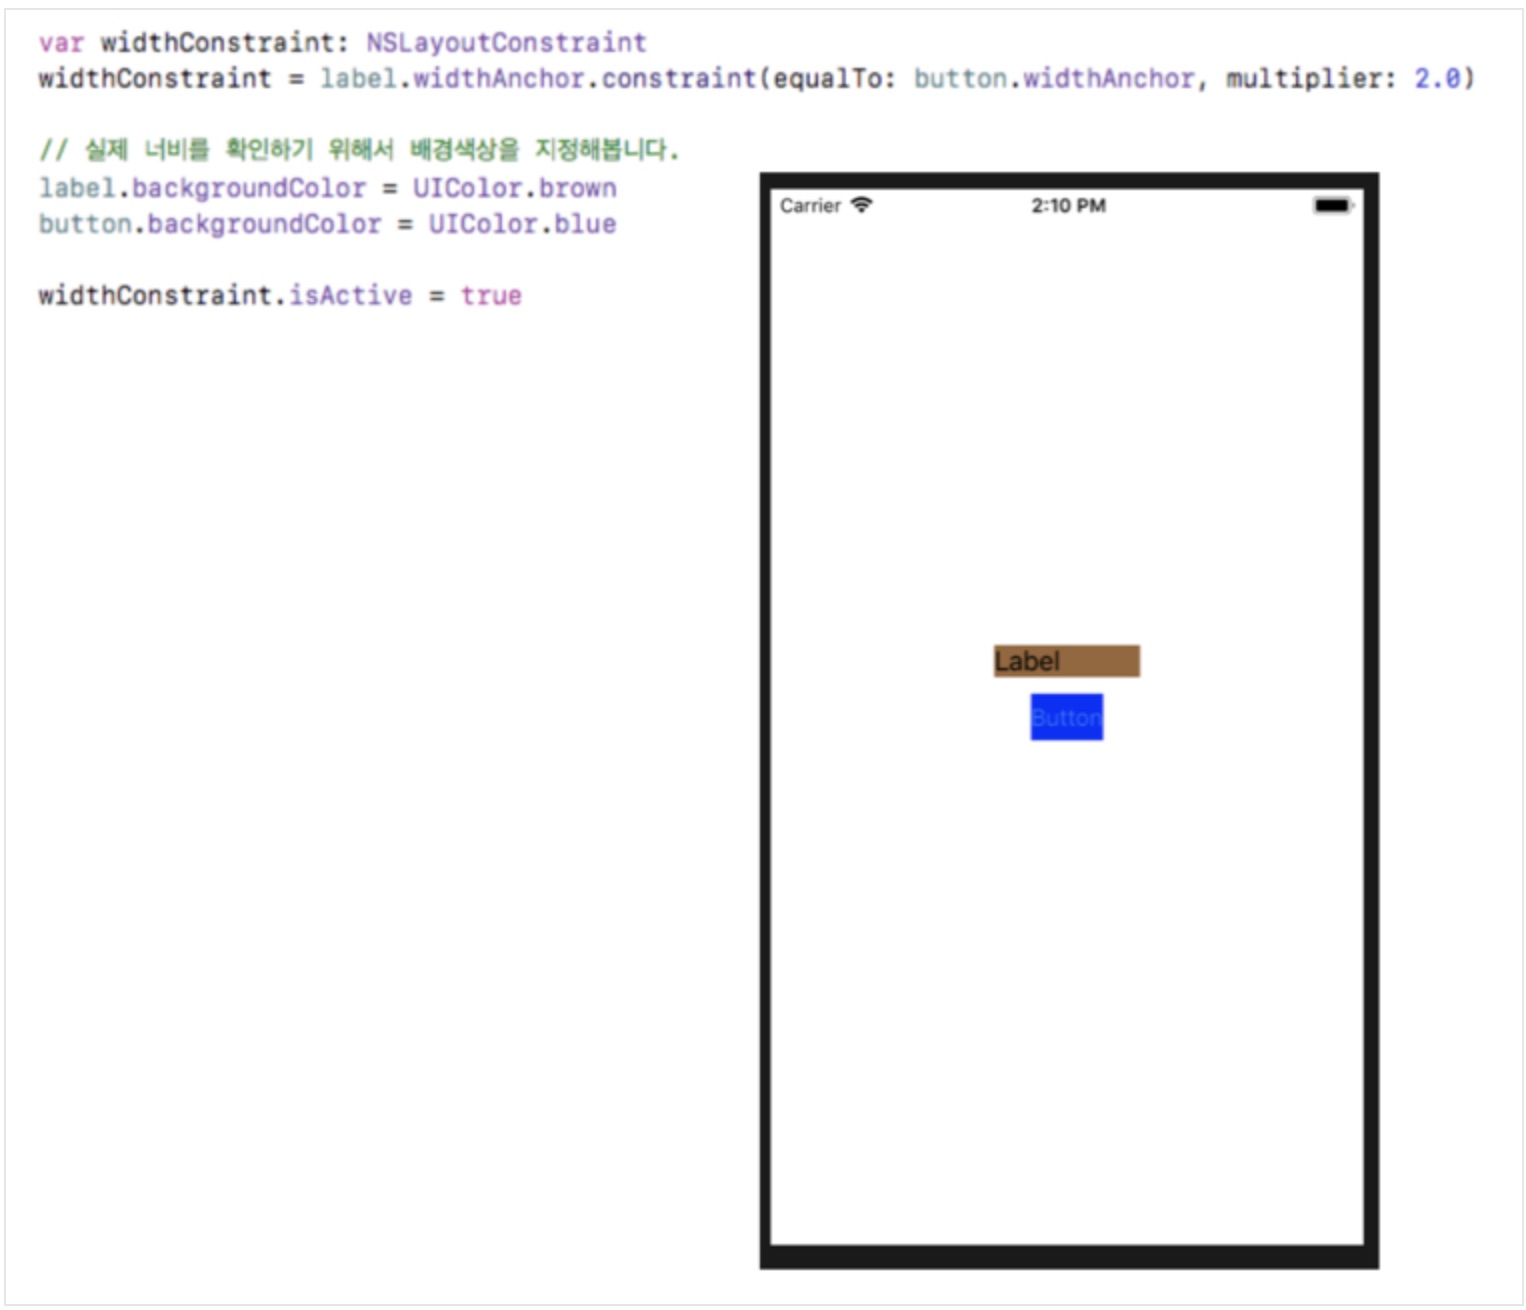 var widthConstraint: NSLayoutConstraint
widthConstraint = label.widthAnchor.constraint(equalTo: button.widthAnchor, multiplier: 2.0)
// 실제 너비를 확인하기 위해서 배경색상을 지정해봅니다.
label.backgroundColor = UIColor.brown
button.backgroundColor = UIColor.blue
widthConstraint.isActive = true
Carrier 2:10 PM
Label
Button